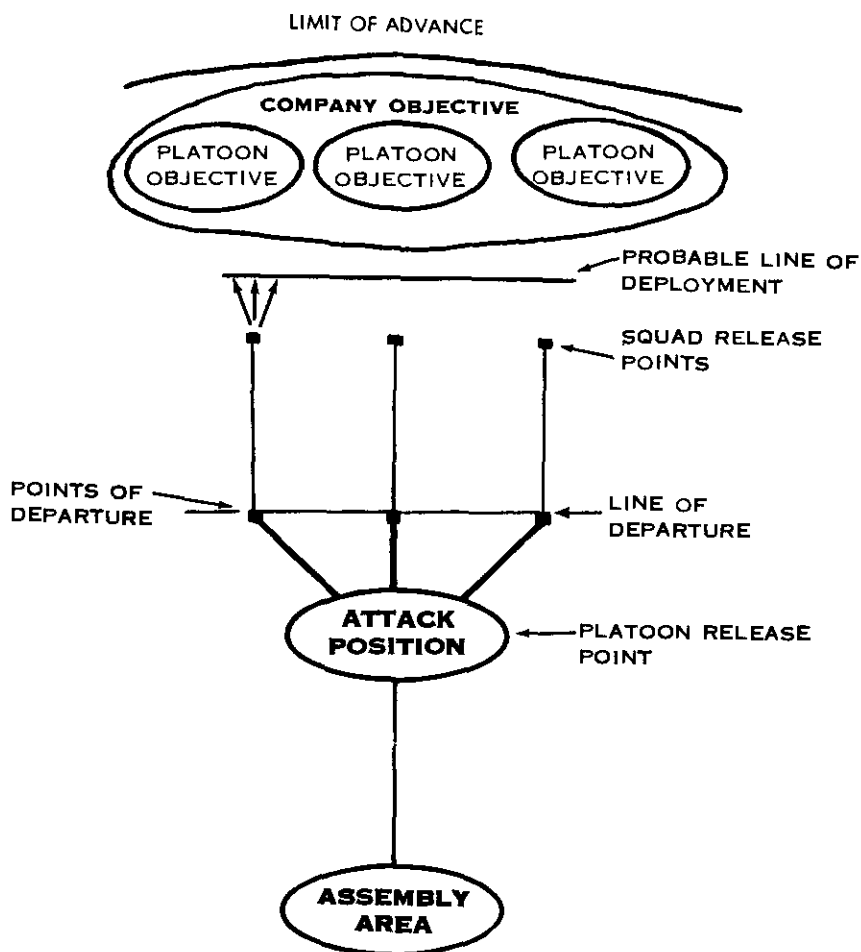 LIMIT OF ADVANCE
COMPANY OBJECTIVE
PLATOON
OBJECTIVE
PLATOON
OBJECTIVE
PLATOON
OBJECTIVE
PROBABLE LINE OF
DEPLOYMENT
SQUAD RELEASE
POINTS
POINTS OF
DEPARTURE
LINE OF
DEPARTURE
ATTACK
POSITION
PLATOON RELEASE
POINT
ASSEMBLY
AREA